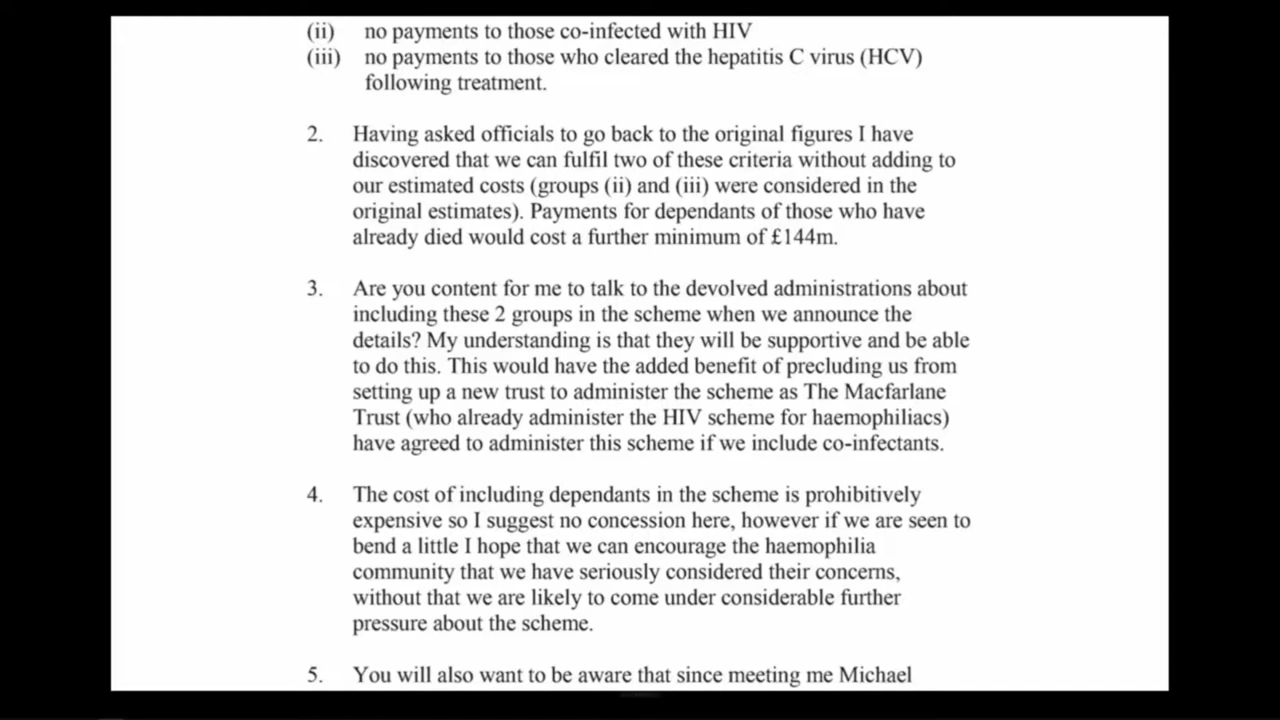 (ii) no payments to those co-infected with HIV
(iii) no payments to those who cleared the hepatitis C virus (HCV)
following treatment.
2. Having asked officials to go back to the original figures I have
discovered that we can fulfil two of these criteria without adding to
our estimated costs (groups (ii) and (iii) were considered in the
original estimates). Payments for dependants of those who have
already died would cost a further minimum of £144m.
3. Are you content for me to talk to the devolved administrations about
including these 2 groups in the scheme when we announce the
details? My understanding is that they will be supportive and be able
to do this. This would have the added benefit of precluding us from
setting up a new trust to administer the scheme as The Macfarlane
Trust (who already administer the HIV scheme for haemophiliacs)
have agreed to administer this scheme if we include co-infectants.
4. The cost of including dependants in the scheme is prohibitively
expensive so I suggest no concession here, however if we are seen to
bend a little I hope that we can encourage the haemophilia
community that we have seriously considered their concerns,
without that we are likely to come under considerable further
pressure about the scheme.
5. You will also want to be aware that since meeting me Michael